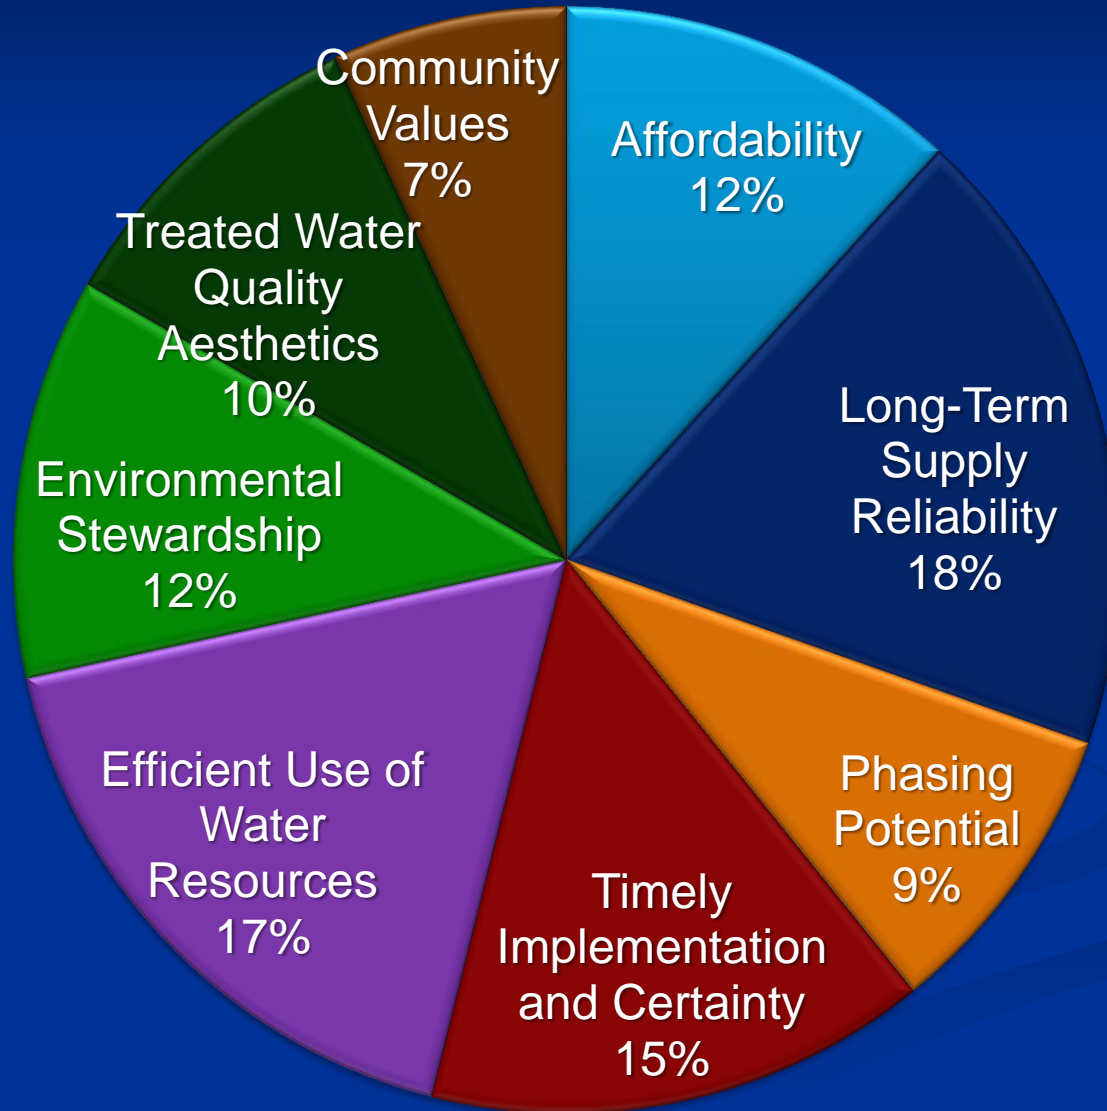 Community
Values
7%
Affordability
12%
Treated Water
Quality
Aesthetics
10%
Long-Term
Supply
Reliability
18%
Environmental
Stewardship
12%
Efficient Use of
Water
Resources
17%
Phasing
Potential
9%
Timely
Implementation
and Certainty
15%